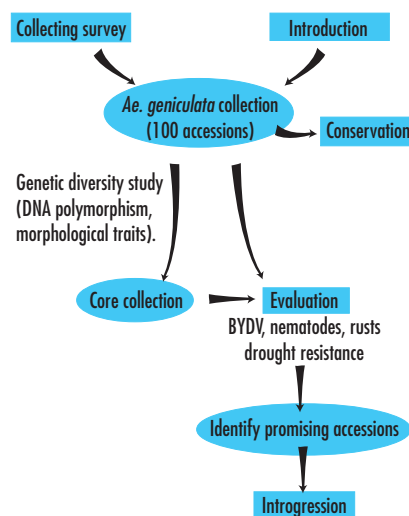 Collecting survey
Introduction
Ae. geniculata collection
(100 accessions)
Conservation
Genetic diversity study
(DNA polymorphism,
morphological traits).
Core collection
Evaluation
BYDV, nematodes, rusts
drought resistance
Identify promising accessions
Introgression